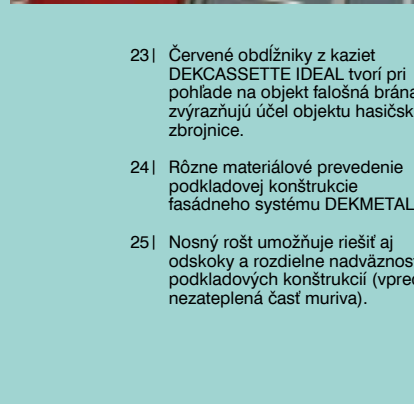 23| Červené obdĺžniky z kaziet
DEKCASSETTE IDEAL tvorí pri
pohľade na objekt falošná brána
zvýrazňujú účel objektu hasičsk
zbrojnice.
24| Rôzne materiálové prevedenie
podkladovej konštrukcie
fasádneho systému DEKMETAL
25| Nosný rošt umožňuje riešiť aj
odskoky a rozdielne nadväznos
podkladových konštrukcií (vpred
nezateplená časť muriva).